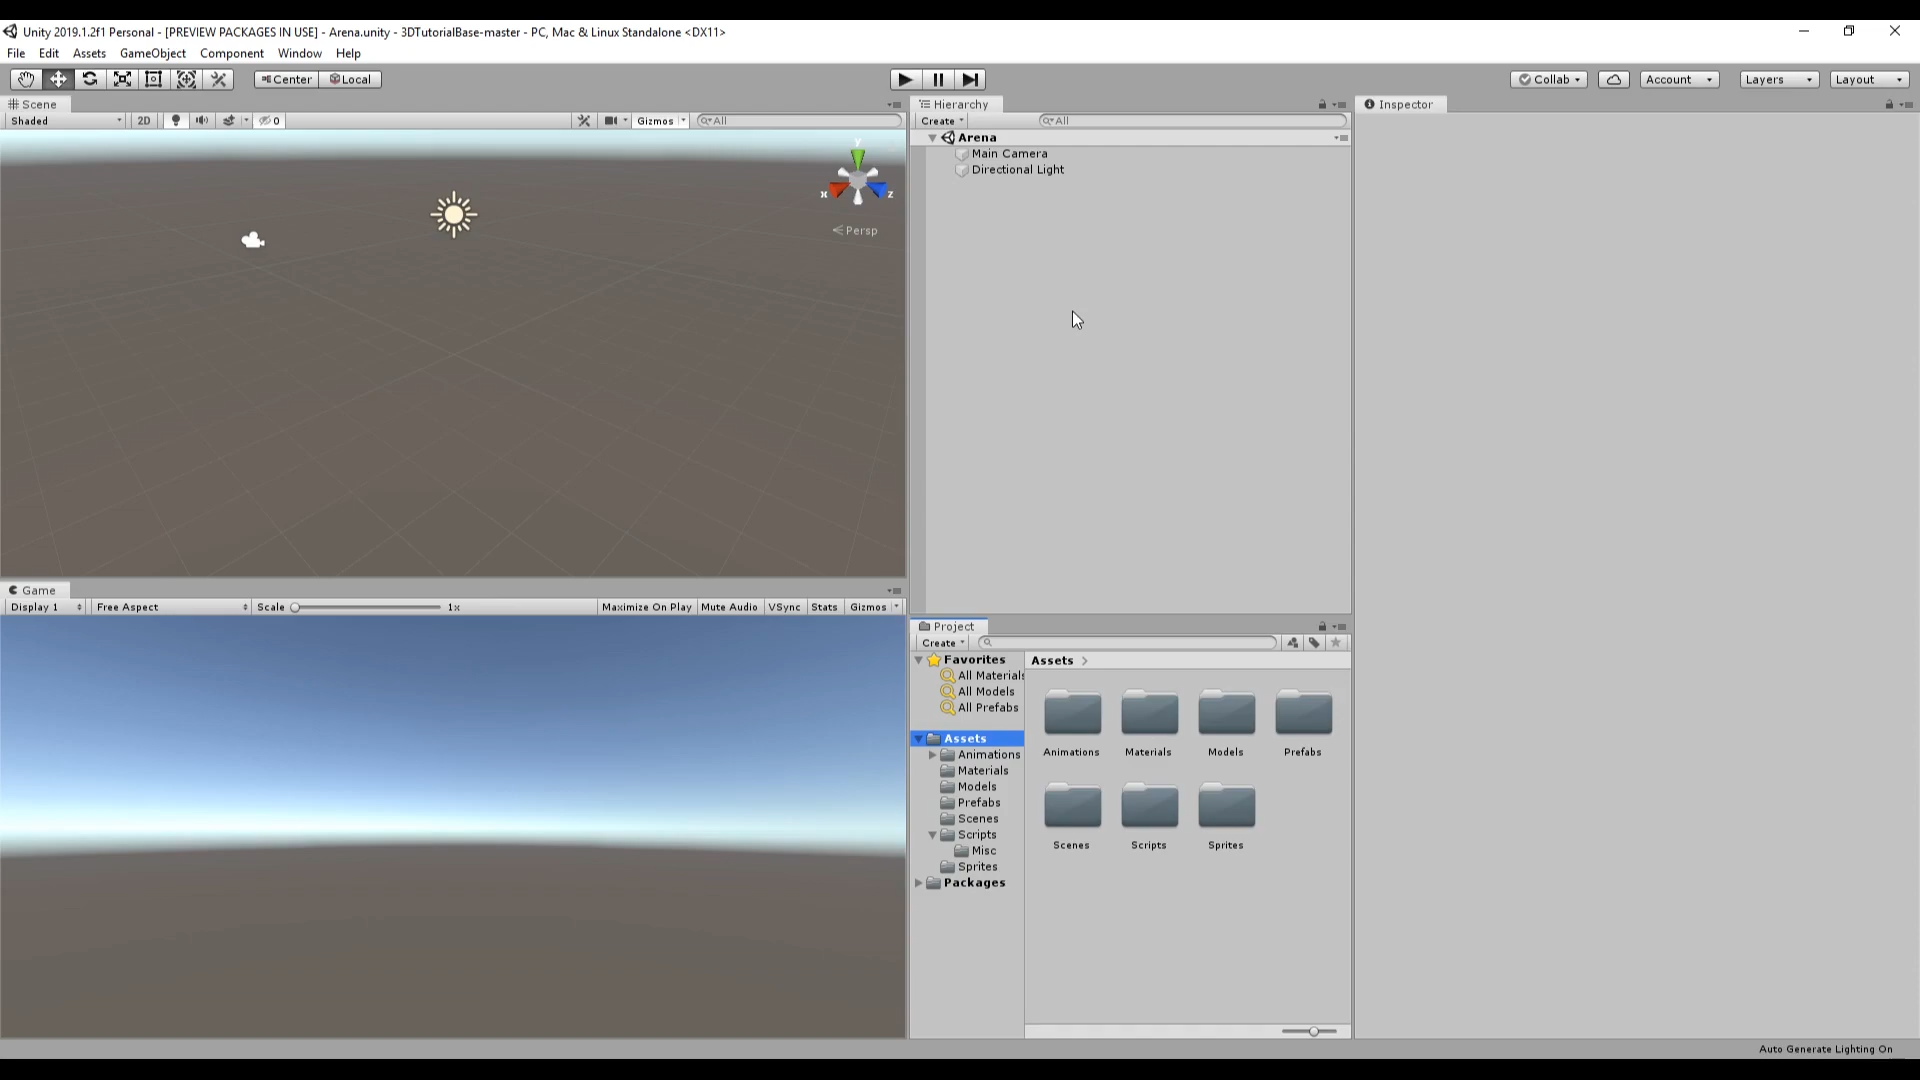 Unity 2019.1.2f1 Personal - [PREVIEW PACKAGES IN USE] - Arena.unity - 3DTutorialBase-master - PC, Mac & Linux Standalone <DX11>
File Edit Assets GameObject Component Window Help
Center Local Collab Account Layers Layout
Scene
Shaded 2D 0 Gizmos All
y
x z
Persp
Hierarchy
Create All
Arena
Main Camera
Directional Light
Inspector
Game
Display 1 Free Aspect Scale 1x Maximize On Play Mute Audio VSync Stats Gizmos
Project
Create
Favorites
All Materials
All Models
All Prefabs
Assets
Animations
Materials
Models
Prefabs
Scenes
Scripts
Misc
Sprites
Packages
Assets
Animations Materials Models Prefabs
Scenes Scripts Sprites
Auto Generate Lighting On